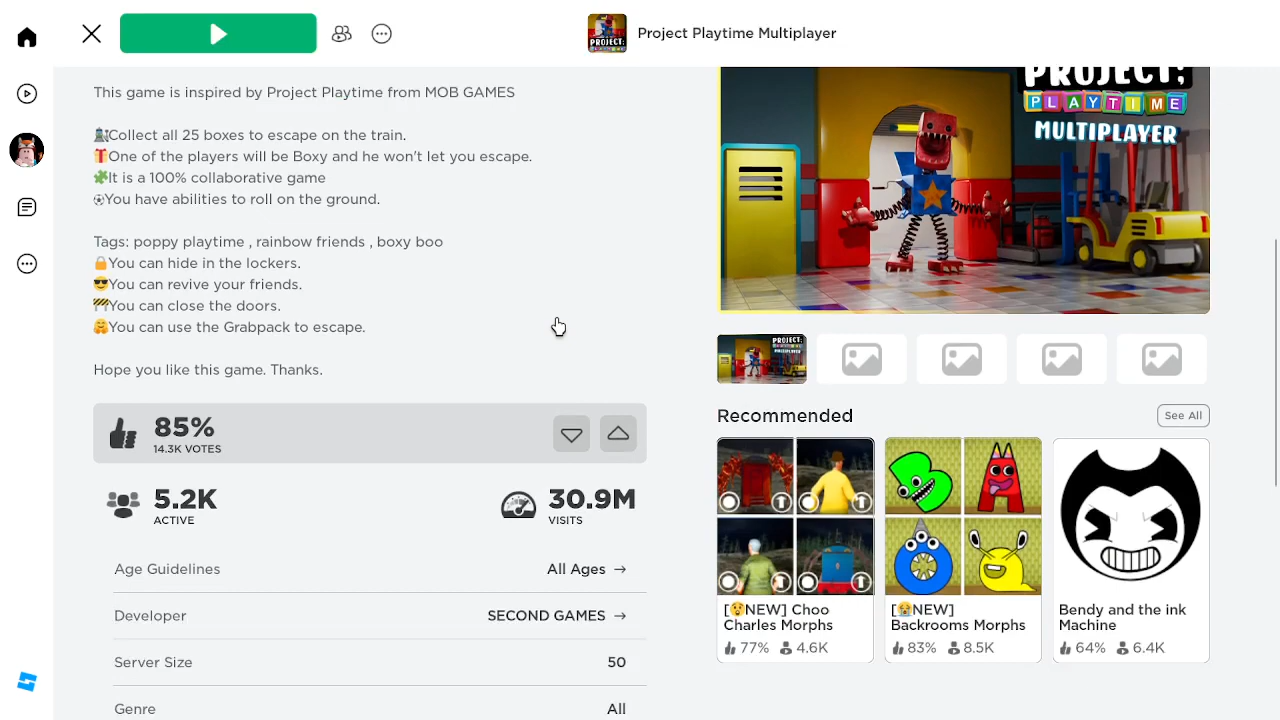 Project Playtime Multiplayer
This game is inspired by Project Playtime from MOB GAMES
🚂Collect all 25 boxes to escape on the train.
🎁One of the players will be Boxy and he won't let you escape.
🧩It is a 100% collaborative game
⚽You have abilities to roll on the ground.
Tags: poppy playtime , rainbow friends , boxy boo
🔒You can hide in the lockers.
😎You can revive your friends.
🚧You can close the doors.
🤗You can use the Grabpack to escape.
Hope you like this game. Thanks.
85%
14.3K VOTES
5.2K
ACTIVE
30.9M
VISITS
Age Guidelines
All Ages →
Developer
SECOND GAMES →
Server Size
50
Genre
All
PROJECT:
PLAYTIME
MULTIPLAYER
Recommended
See All
[😲NEW] Choo
Charles Morphs
77% 4.6K
[😭NEW]
Backrooms Morphs
83% 8.5K
Bendy and the ink
Machine
64% 6.4K